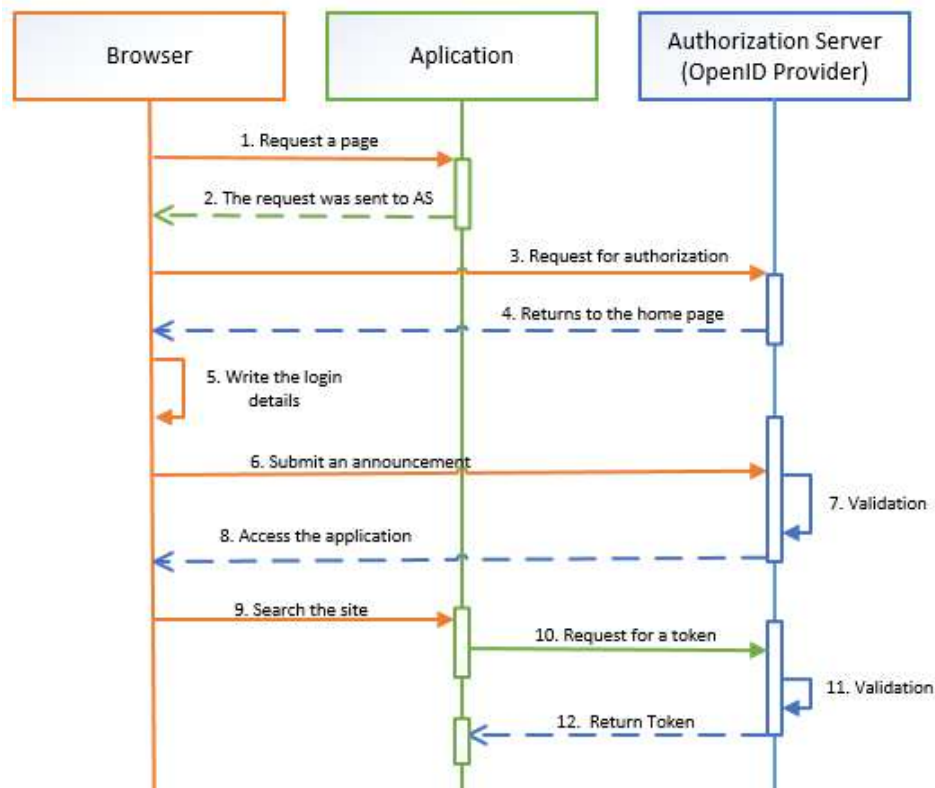 Browser
Aplication
Authorization Server
(OpenID Provider)
1. Request a page
2. The request was sent to AS
3. Request for authorization
4. Returns to the home page
5. Write the login
details
6. Submit an announcement
7. Validation
8. Access the application
9. Search the site
10. Request for a token
11. Validation
12. Return Token